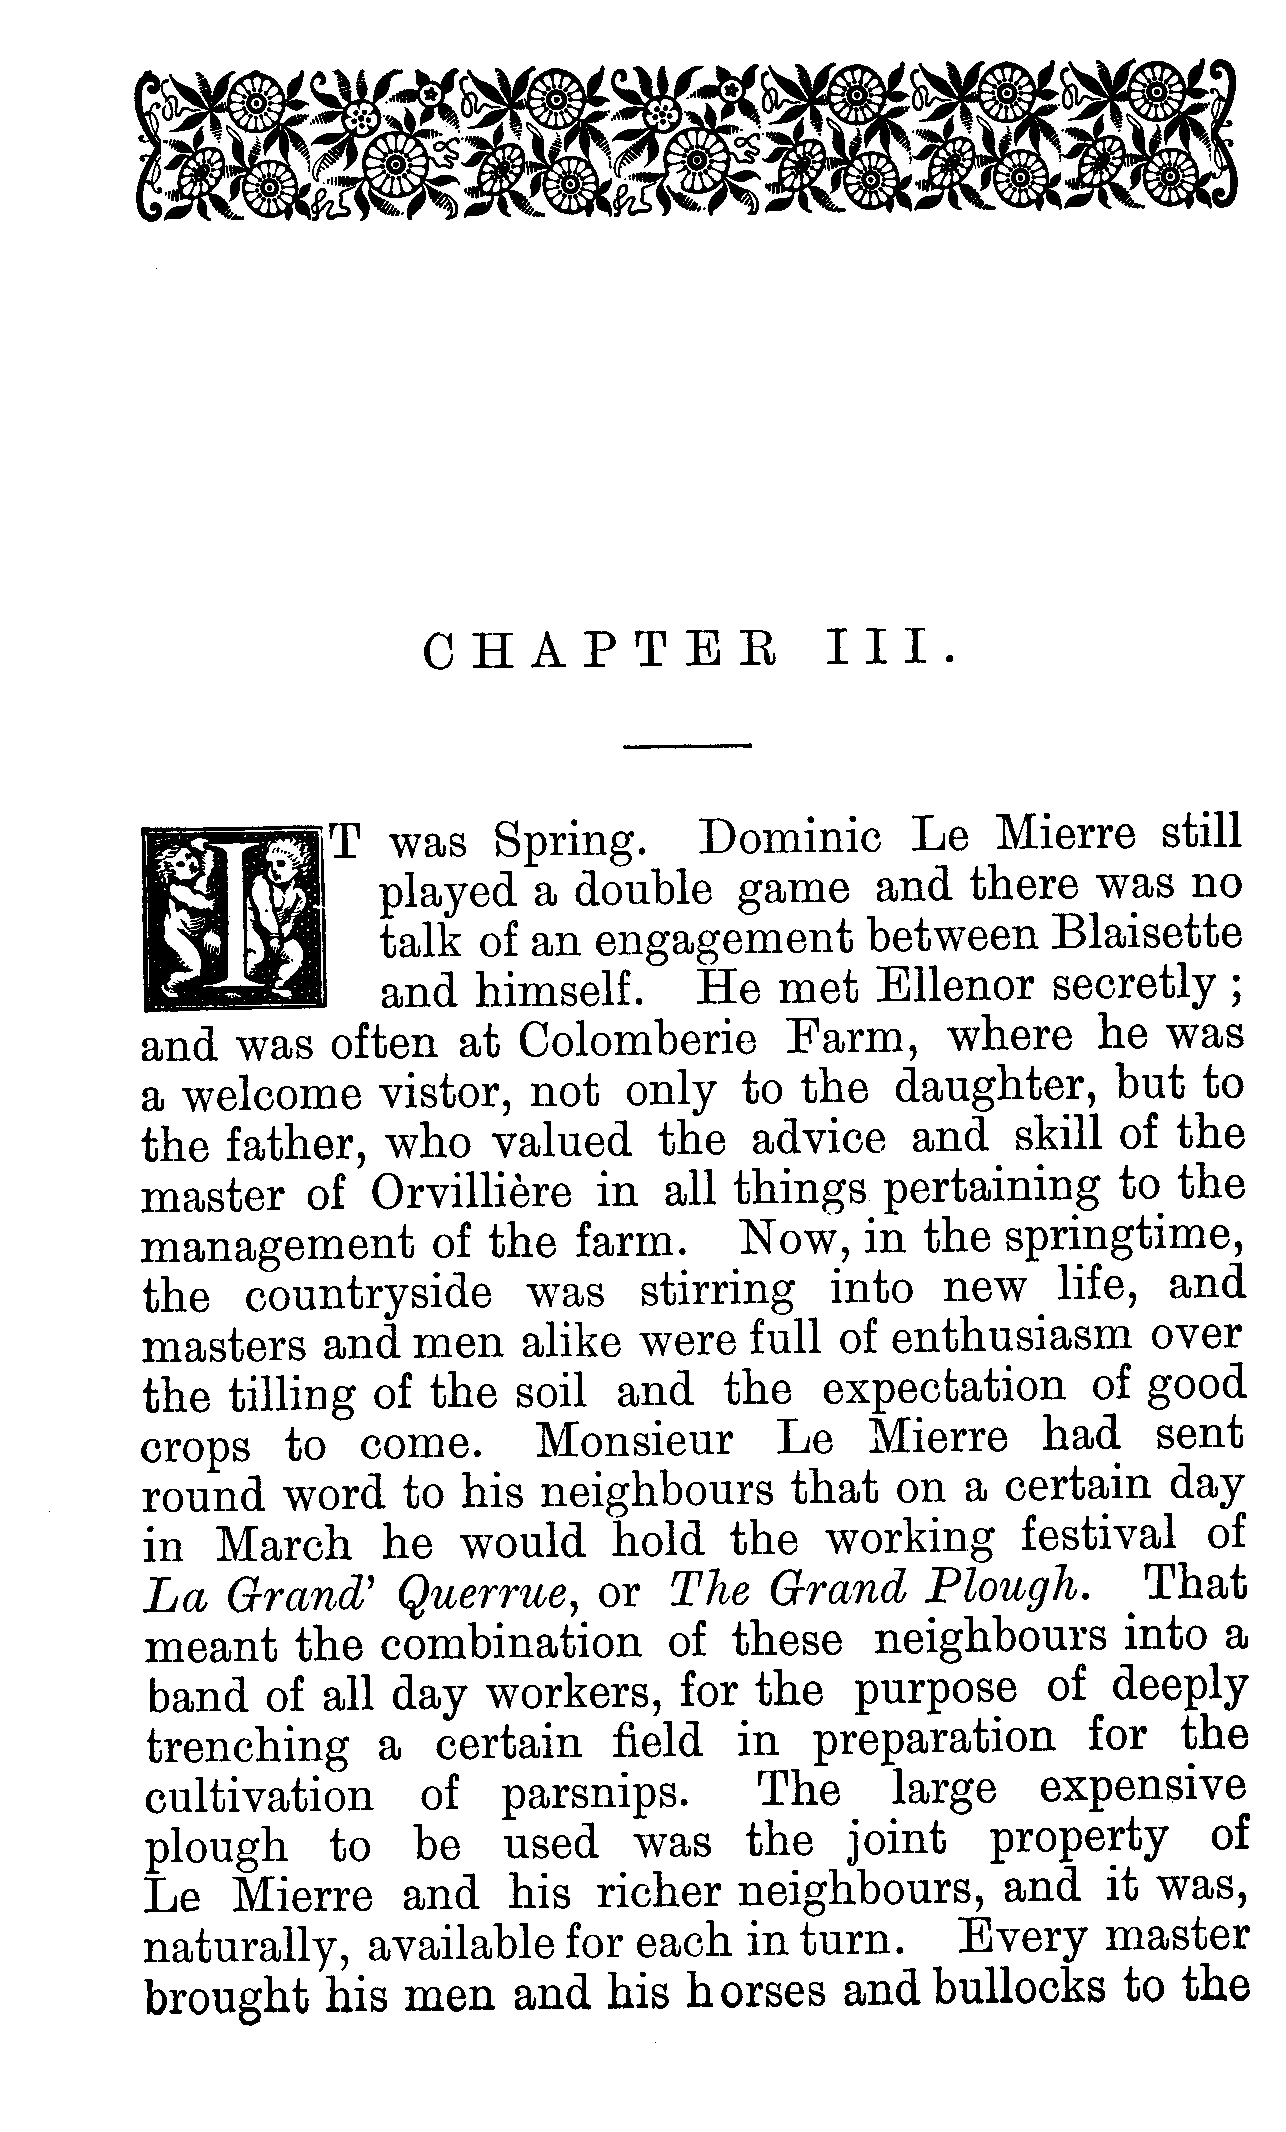 CHAPTER III.
IT was Spring. Dominic Le Mierre still
played a double game and there was no
talk of an engagement between Blaisette
and himself. He met Ellenor secretly ;
and was often at Colomberie Farm, where he was
a welcome vistor, not only to the daughter, but to
the father, who valued the advice and skill of the
master of Orvillière in all things pertaining to the
management of the farm. Now, in the springtime,
the countryside was stirring into new life, and
masters and men alike were full of enthusiasm over
the tilling of the soil and the expectation of good
crops to come. Monsieur Le Mierre had sent
round word to his neighbours that on a certain day
in March he would hold the working festival of
La Grand' Querrue, or The Grand Plough. That
meant the combination of these neighbours into a
band of all day workers, for the purpose of deeply
trenching a certain field in preparation for the
cultivation of parsnips. The large expensive
plough to be used was the joint property of
Le Mierre and his richer neighbours, and it was,
naturally, available for each in turn. Every master
brought his men and his horses and bullocks to the